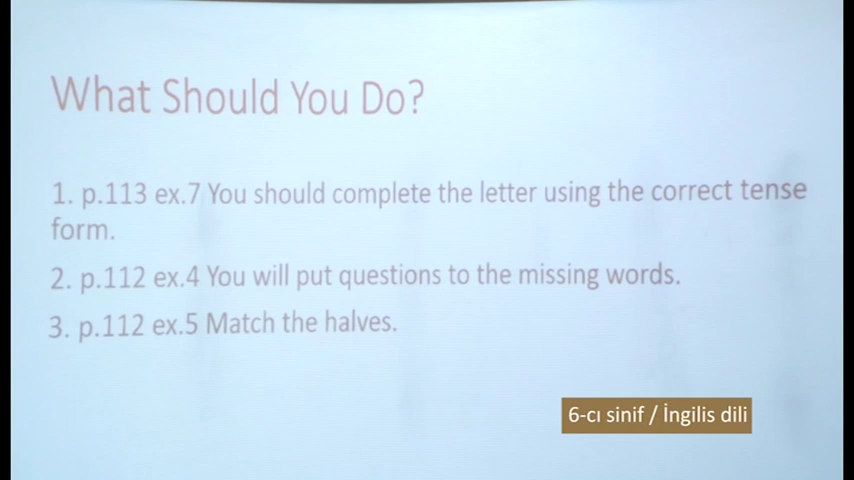 What Should You Do?
1. p.113 ex.7 You should complete the letter using the correct tense
form.
2. p.112 ex.4 You will put questions to the missing words.
3. p.112 ex.5 Match the halves.
6-cı sinif / İngilis dili